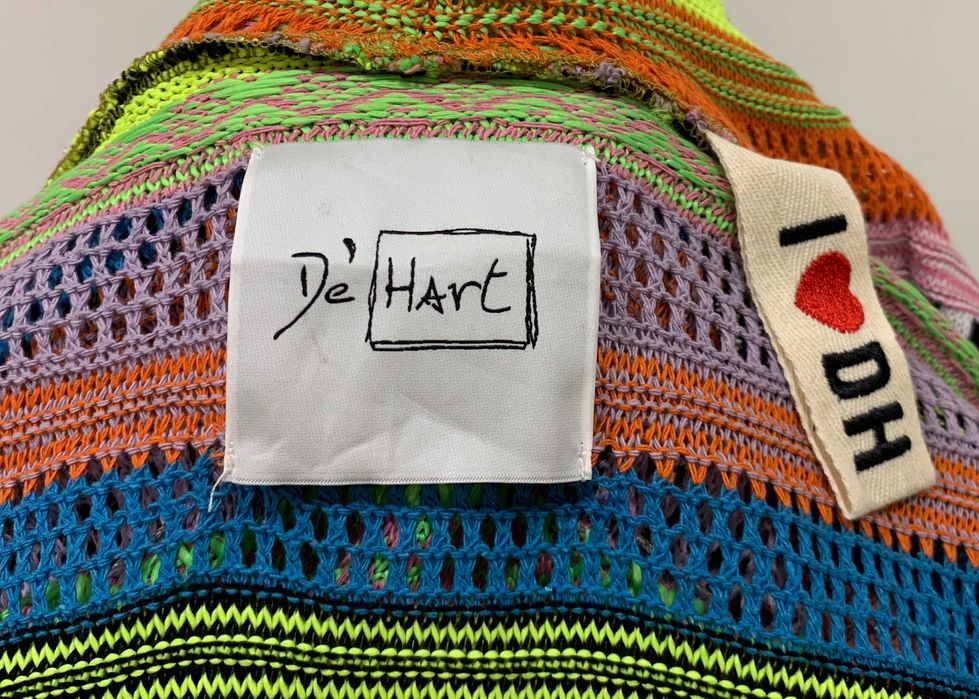 De' HArt
I ❤ DH